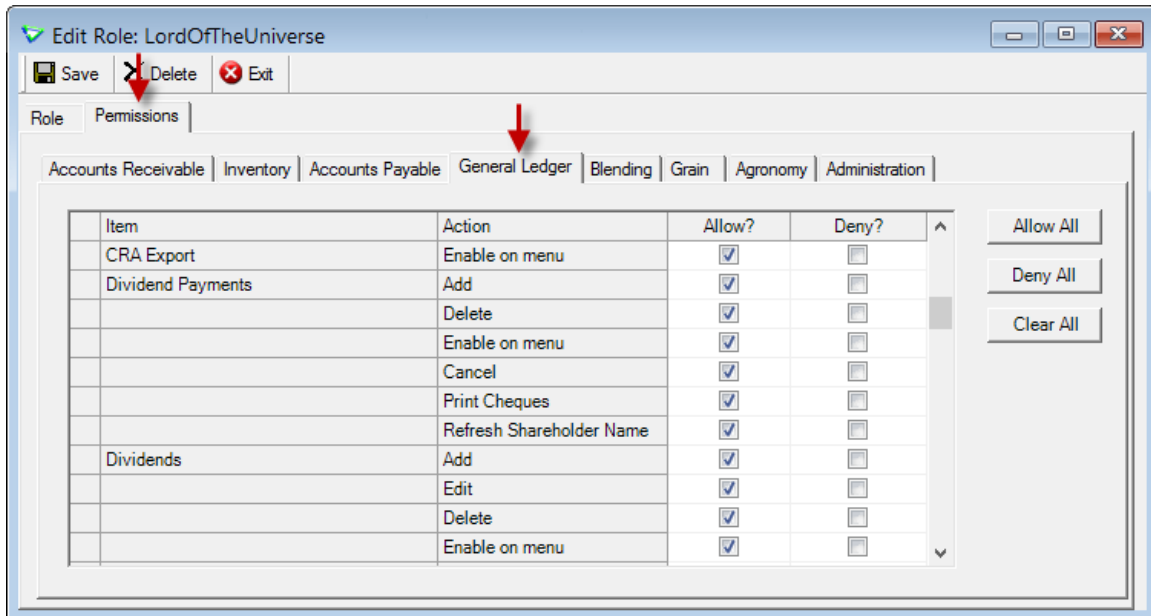 Edit Role: LordOfTheUniverse
Save Delete Exit
Role Permissions
Accounts Receivable Inventory Accounts Payable General Ledger Blending Grain Agronomy Administration
Item Action Allow? Deny? Allow All
CRA Export Enable on menu
Dividend Payments Add Deny All
Delete
Enable on menu Clear All
Cancel
Print Cheques
Refresh Shareholder Name
Dividends Add
Edit
Delete
Enable on menu